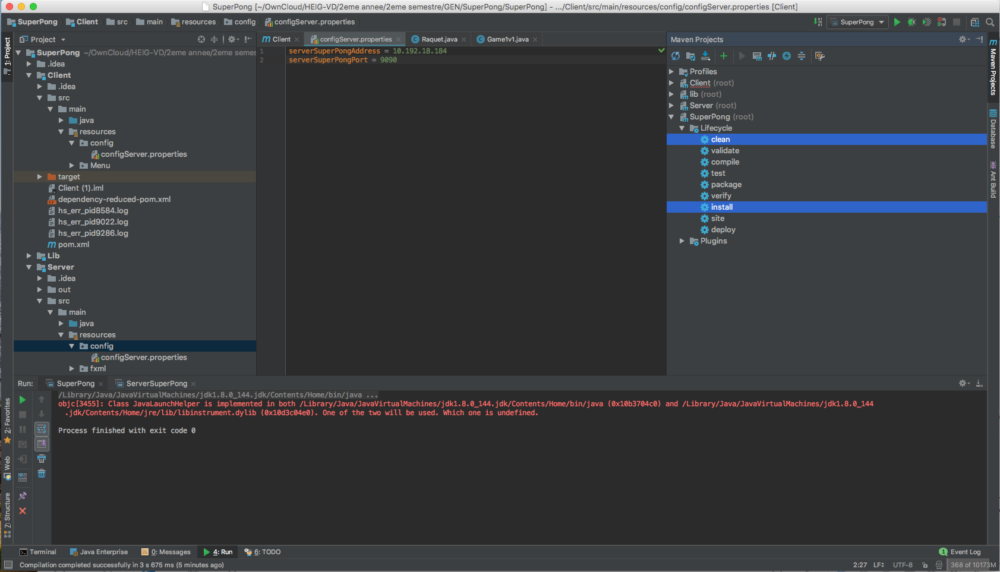 SuperPong [~/OwnCloud/HEIG-VD/2eme annee/2eme semestre/GEN/SuperPong/SuperPong] - .../Client/src/main/resources/config/configServer.properties [Client]
SuperPong Client src main resources config configServer.properties
SuperPong
1: Project
Project
SuperPong ~/OwnCloud/HEIG-VD/2eme annee/2eme semes
.idea
Client
.idea
src
main
java
resources
config
configServer.properties
Menu
target
Client (1).iml
dependency-reduced-pom.xml
hs_err_pid8584.log
hs_err_pid9022.log
hs_err_pid9286.log
pom.xml
Lib
Server
.idea
out
src
main
java
resources
config
configServer.properties
fxml
Client configServer.properties Raquet.java Game1v1.java
1 serverSuperPongAddress = 10.192.18.184
2 serverSuperPongPort = 9090
Maven Projects
Profiles
Client (root)
lib (root)
Server (root)
SuperPong (root)
Lifecycle
clean
validate
compile
test
package
verify
install
site
deploy
Plugins
Maven Projects
Database
Ant Build
Run: SuperPong ServerSuperPong
/Library/Java/JavaVirtualMachines/jdk1.8.0_144.jdk/Contents/Home/bin/java ...
objc[3455]: Class JavaLaunchHelper is implemented in both /Library/Java/JavaVirtualMachines/jdk1.8.0_144.jdk/Contents/Home/bin/java (0x10b3704c0) and /Library/Java/JavaVirtualMachines/jdk1.8.0_144
.jdk/Contents/Home/jre/lib/libinstrument.dylib (0x10d3c04e0). One of the two will be used. Which one is undefined.
Process finished with exit code 0
2: Favorites
Web
7: Structure
Terminal Java Enterprise 0: Messages 4: Run 6: TODO
1 Event Log
Compilation completed successfully in 3 s 675 ms (5 minutes ago)
2:27 LF UTF-8 368 of 10173M